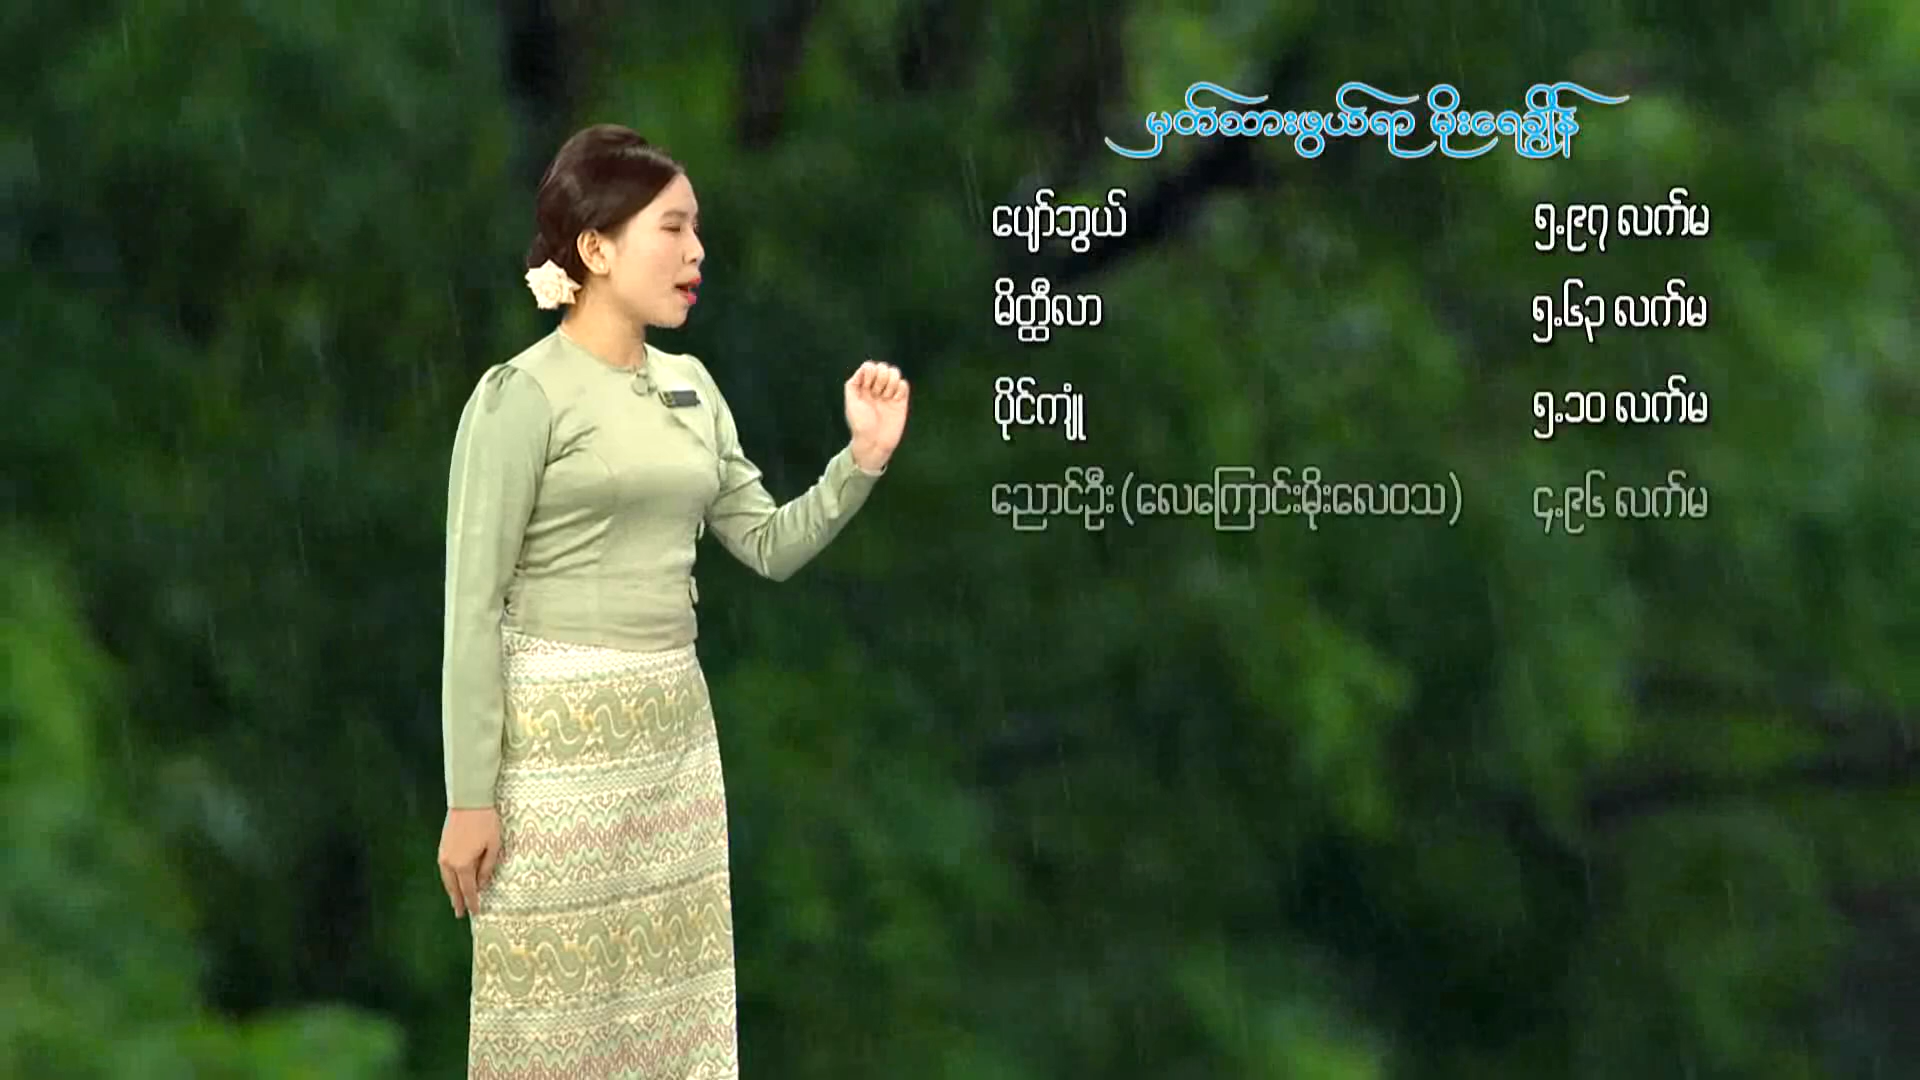 မှတ်သားဖွယ်ရာ မိုးရေချိန်
ပျော်ဘွယ် ၅.၉၇ လက်မ
မိတ္ထီလာ ၅.၆၃ လက်မ
ပိုင်ကျုံ ၅.၁၀ လက်မ
ညောင်ဦး (လေကြောင်းမိုးလေဝသ) ၄.၉၆ လက်မ